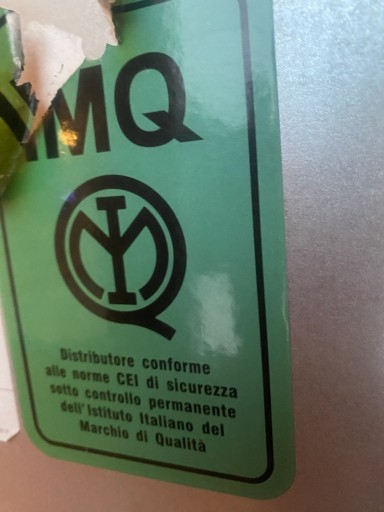 IMQ
Distributore conforme
alle norme CEI di sicurezza
sotto controllo permanente
dell'Istituto Italiano del
Marchio di Qualità